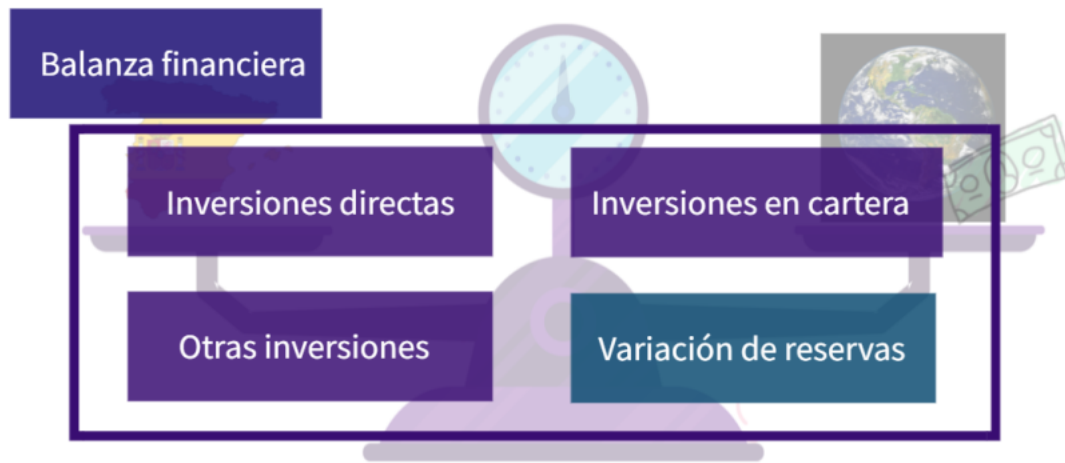 Balanza financiera
Inversiones directas
Inversiones en cartera
Otras inversiones
Variación de reservas